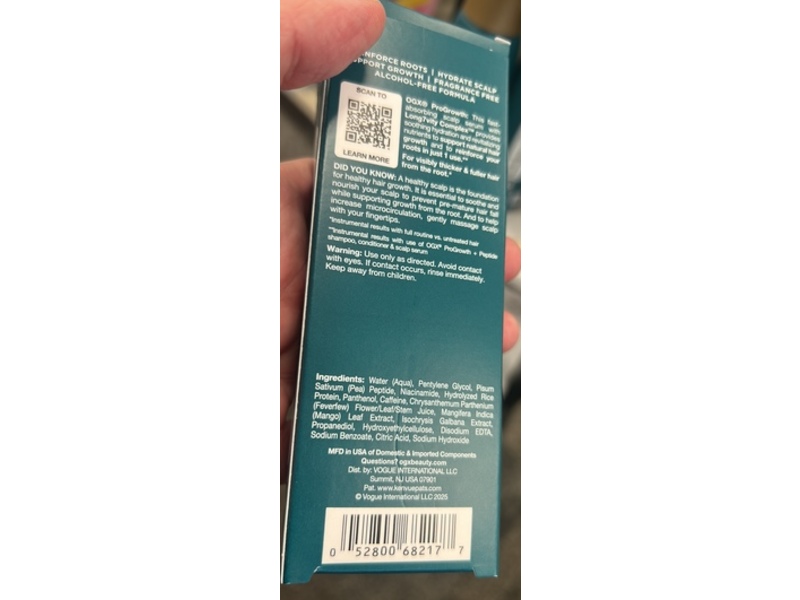 NFORCE ROOTS | HYDRATE SCALP
PPORT GROWTH | FRAGRANCE FREE
ALCOHOL-FREE FORMULA
SCAN TO
LEARN MORE
OGX® ProGrowth: This fast-
absorbing scalp serum with
Long7vity Complex™ provides
soothing hydration and revitalizing
nutrients to support natural hair
growth and to reinforce your
roots in just 1 use.**
For visibly thicker & fuller hair
from the root.*
DID YOU KNOW: A healthy scalp is the foundation
for healthy hair growth. It is essential to soothe and
nourish your scalp to prevent pre-mature hair fall
while supporting growth from the root. And to help
increase microcirculation, gently massage scalp
with your fingertips.
*Instrumental results with full routine vs. untreated hair
**Instrumental results with use of OGX® ProGrowth + Peptide
shampoo, conditioner & scalp serum
Warning: Use only as directed. Avoid contact
with eyes. If contact occurs, rinse immediately.
Keep away from children.
Ingredients: Water (Aqua), Pentylene Glycol, Pisum
Sativum (Pea) Peptide, Niacinamide, Hydrolyzed Rice
Protein, Panthenol, Caffeine, Chrysanthemum Parthenium
(Feverfew) Flower/Leaf/Stem Juice, Mangifera Indica
(Mango) Leaf Extract, Isochrysis Galbana Extract,
Propanediol, Hydroxyethylcellulose, Disodium EDTA,
Sodium Benzoate, Citric Acid, Sodium Hydroxide
MFD in USA of Domestic & Imported Components
Questions? ogxbeauty.com
Dist. by: VOGUE INTERNATIONAL LLC
Summit, NJ USA 07901
Pat. www.kenvuepats.com
© Vogue International LLC 2025
0 52800 68217 7